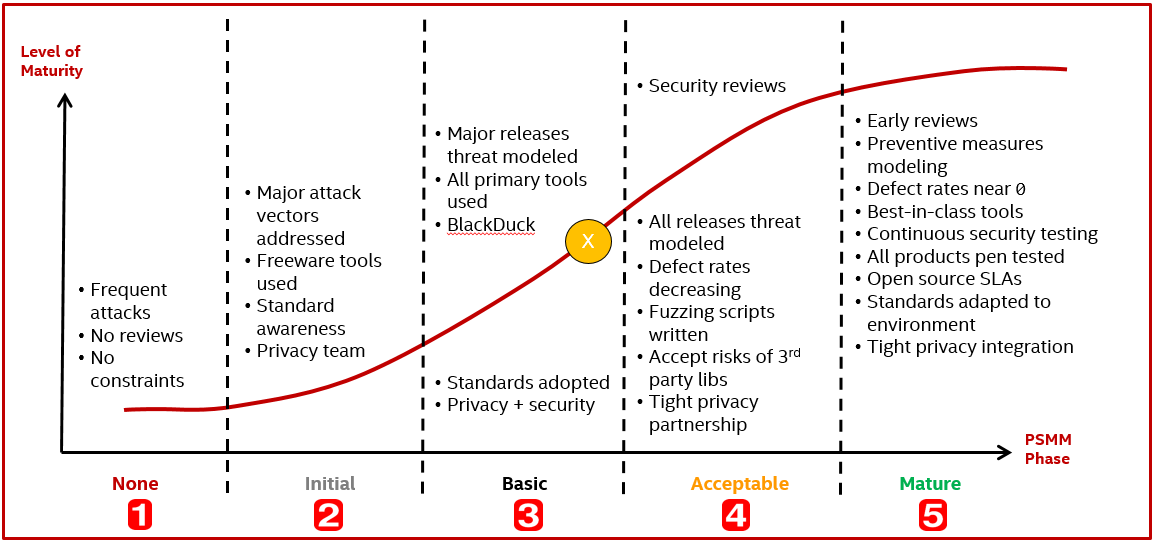 Level of
Maturity
• Frequent
attacks
• No reviews
• No
constraints
• Major attack
vectors
addressed
• Freeware tools
used
• Standard
awareness
• Privacy team
• Major releases
threat modeled
• All primary tools
used
• BlackDuck
X
• Standards adopted
• Privacy + security
• Security reviews
• All releases threat
modeled
• Defect rates
decreasing
• Fuzzing scripts
written
• Accept risks of 3rd
party libs
• Tight privacy
partnership
• Early reviews
• Preventive measures
modeling
• Defect rates near 0
• Best-in-class tools
• Continuous security testing
• All products pen tested
• Open source SLAs
• Standards adapted to
environment
• Tight privacy integration
PSMM
Phase
None
Initial
Basic
Acceptable
Mature
1
2
3
4
5